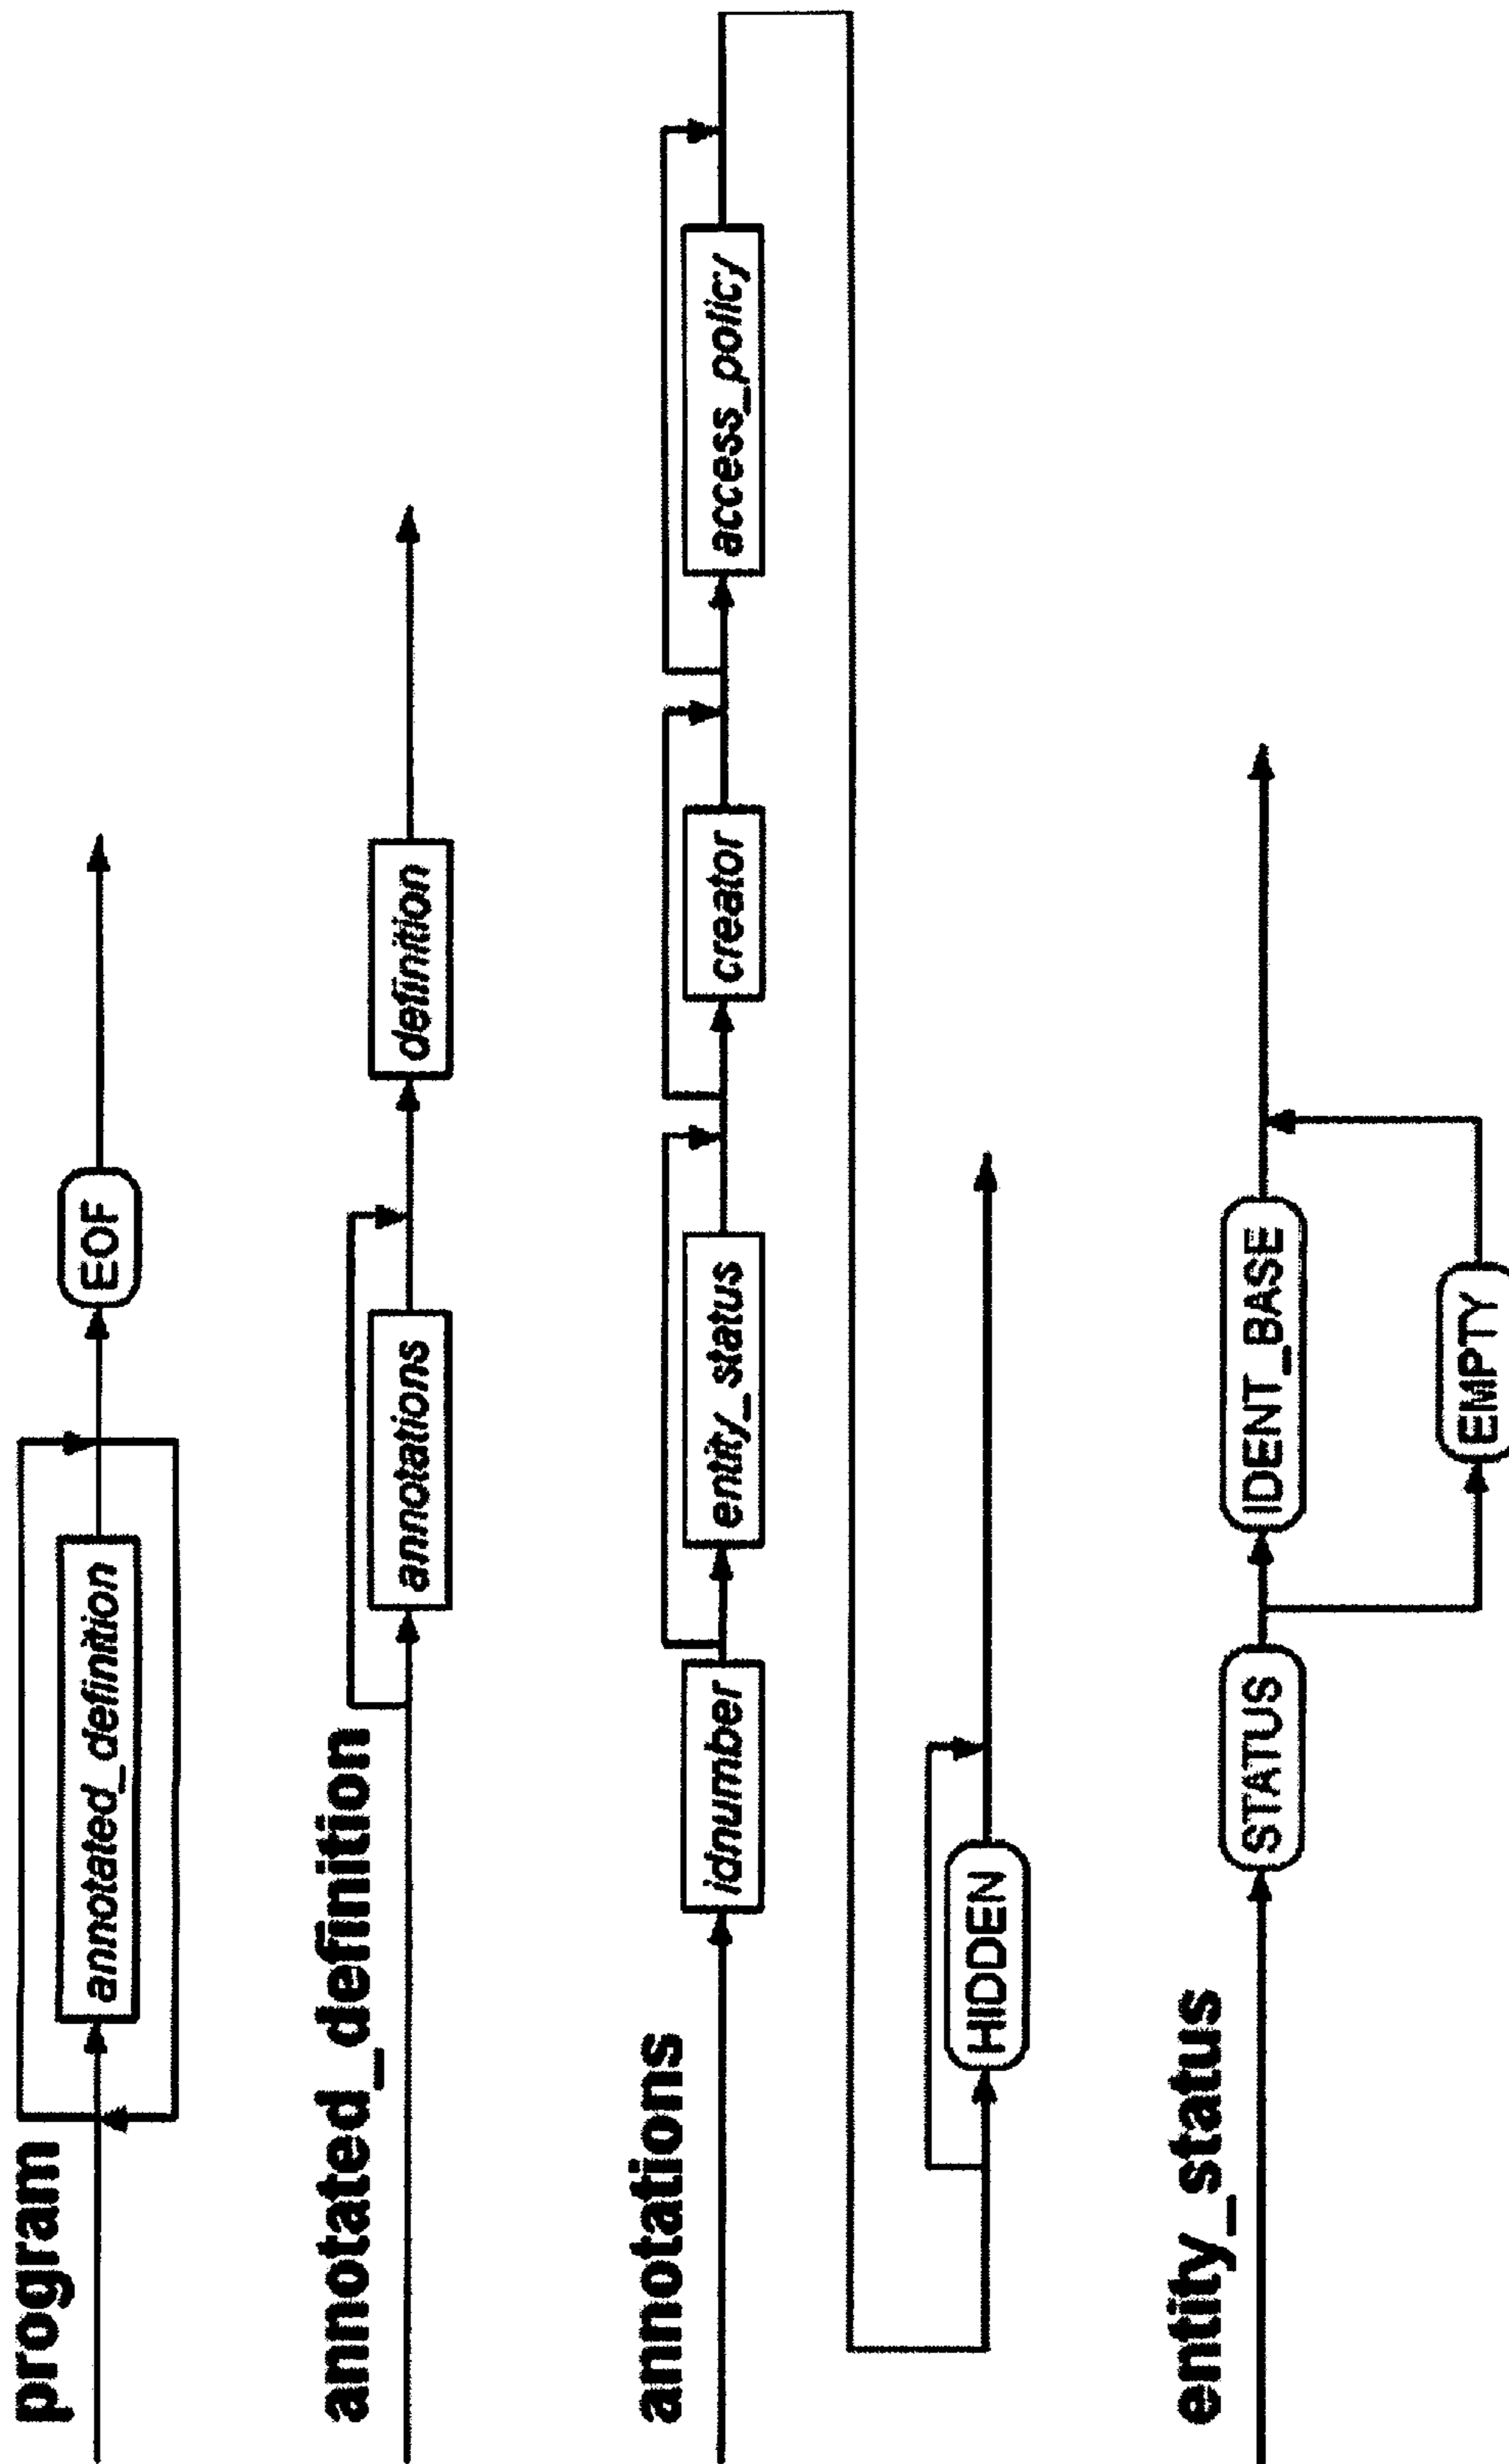 program
annotated_definition
EOF
annotated_definition
annotations
definition
annotations
idnumber
entity_status
creator
access_policy
HIDDEN
entity_status
STATUS
IDENT_BASE
EMPTY